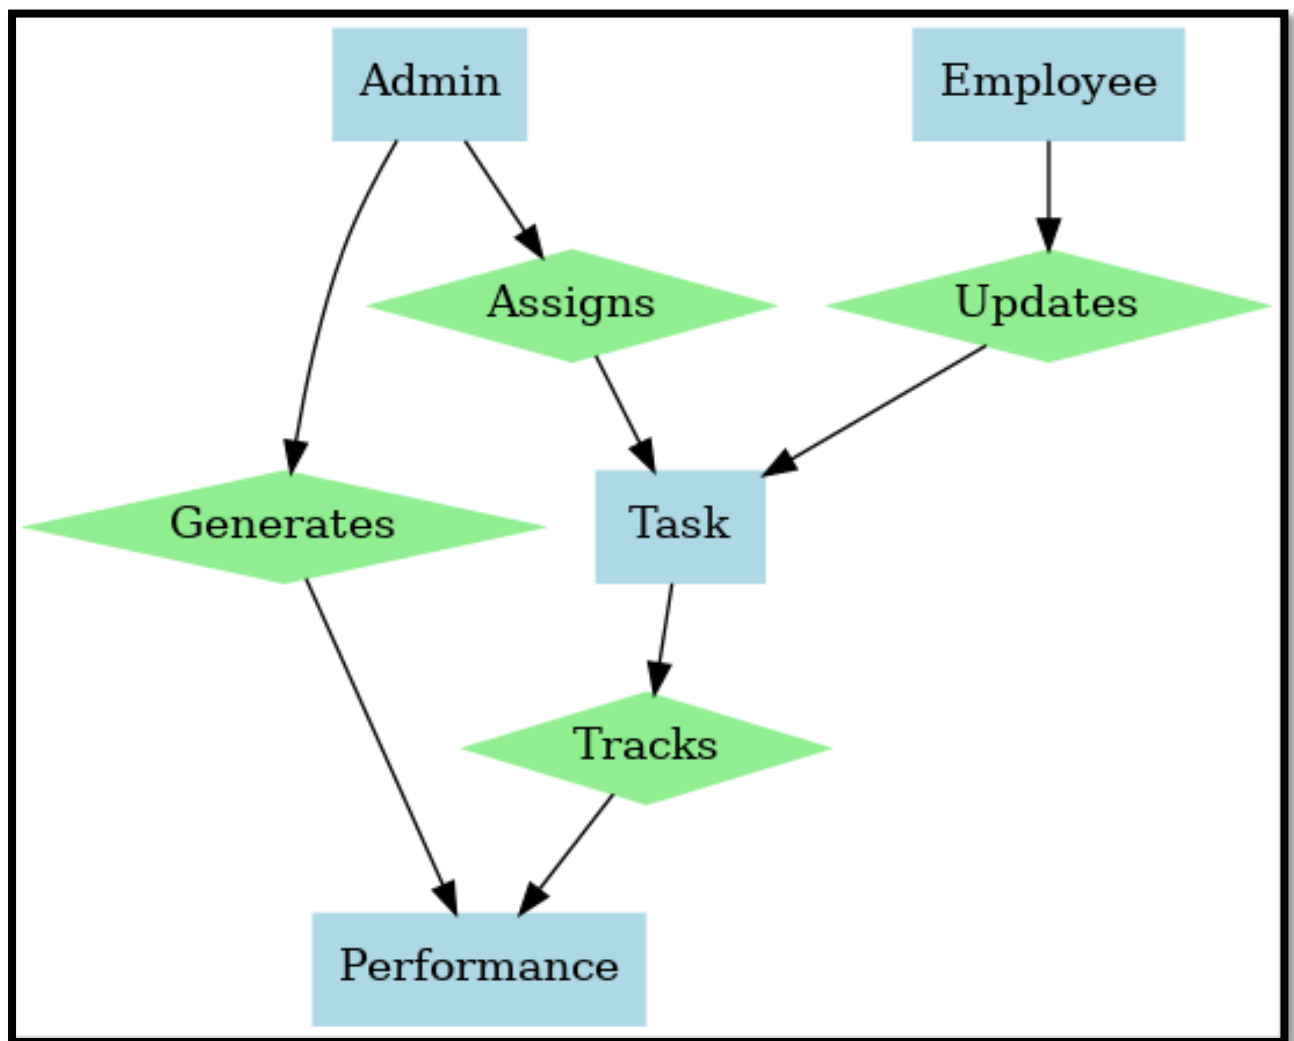 Admin
Employee
Assigns
Updates
Generates
Task
Tracks
Performance